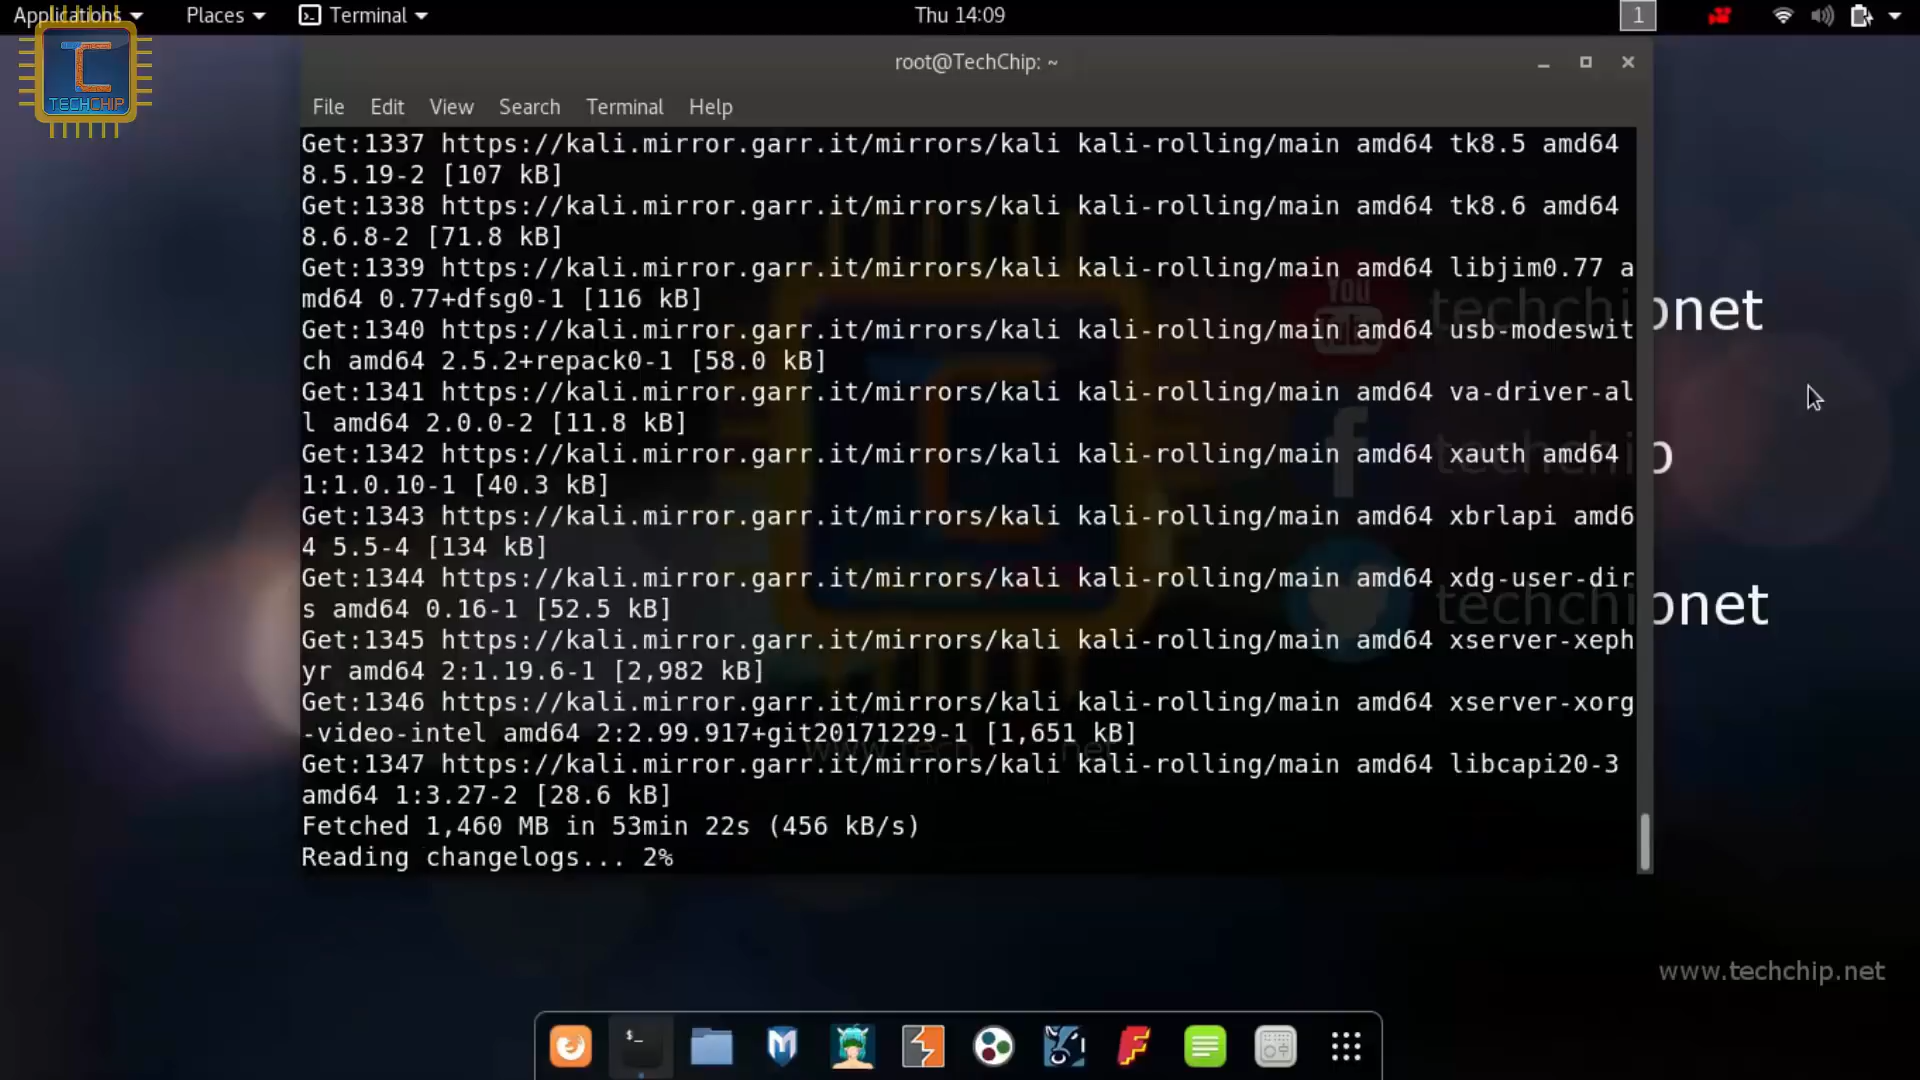 Applications Places Terminal Thu 14:09 1
TECHCHIP
root@TechChip: ~
File Edit View Search Terminal Help
Get:1337 https://kali.mirror.garr.it/mirrors/kali kali-rolling/main amd64 tk8.5 amd64
8.5.19-2 [107 kB]
Get:1338 https://kali.mirror.garr.it/mirrors/kali kali-rolling/main amd64 tk8.6 amd64
8.6.8-2 [71.8 kB]
Get:1339 https://kali.mirror.garr.it/mirrors/kali kali-rolling/main amd64 libjim0.77 a
md64 0.77+dfsg0-1 [116 kB]
Get:1340 https://kali.mirror.garr.it/mirrors/kali kali-rolling/main amd64 usb-modeswit
ch amd64 2.5.2+repack0-1 [58.0 kB]
Get:1341 https://kali.mirror.garr.it/mirrors/kali kali-rolling/main amd64 va-driver-al
l amd64 2.0.0-2 [11.8 kB]
Get:1342 https://kali.mirror.garr.it/mirrors/kali kali-rolling/main amd64 xauth amd64
1:1.0.10-1 [40.3 kB]
Get:1343 https://kali.mirror.garr.it/mirrors/kali kali-rolling/main amd64 xbrlapi amd6
4 5.5-4 [134 kB]
Get:1344 https://kali.mirror.garr.it/mirrors/kali kali-rolling/main amd64 xdg-user-dir
s amd64 0.16-1 [52.5 kB]
Get:1345 https://kali.mirror.garr.it/mirrors/kali kali-rolling/main amd64 xserver-xeph
yr amd64 2:1.19.6-1 [2,982 kB]
Get:1346 https://kali.mirror.garr.it/mirrors/kali kali-rolling/main amd64 xserver-xorg
-video-intel amd64 2:2.99.917+git20171229-1 [1,651 kB]
Get:1347 https://kali.mirror.garr.it/mirrors/kali kali-rolling/main amd64 libcapi20-3
amd64 1:3.27-2 [28.6 kB]
Fetched 1,460 MB in 53min 22s (456 kB/s)
Reading changelogs... 2%
You
techchipnet
techchip
techchipnet
www.techchip.net